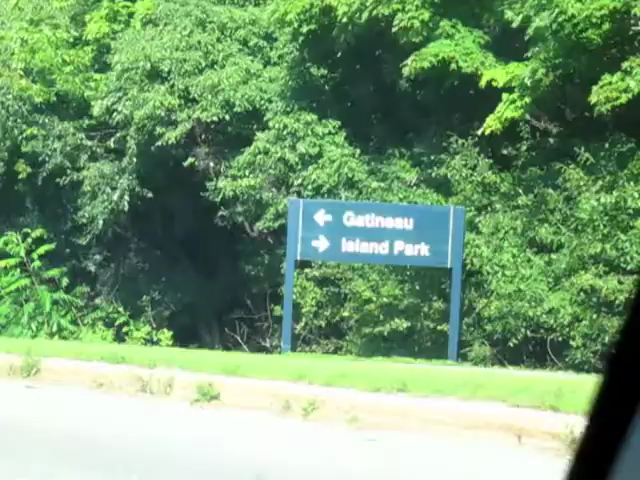 ← Gatineau
→ Island Park